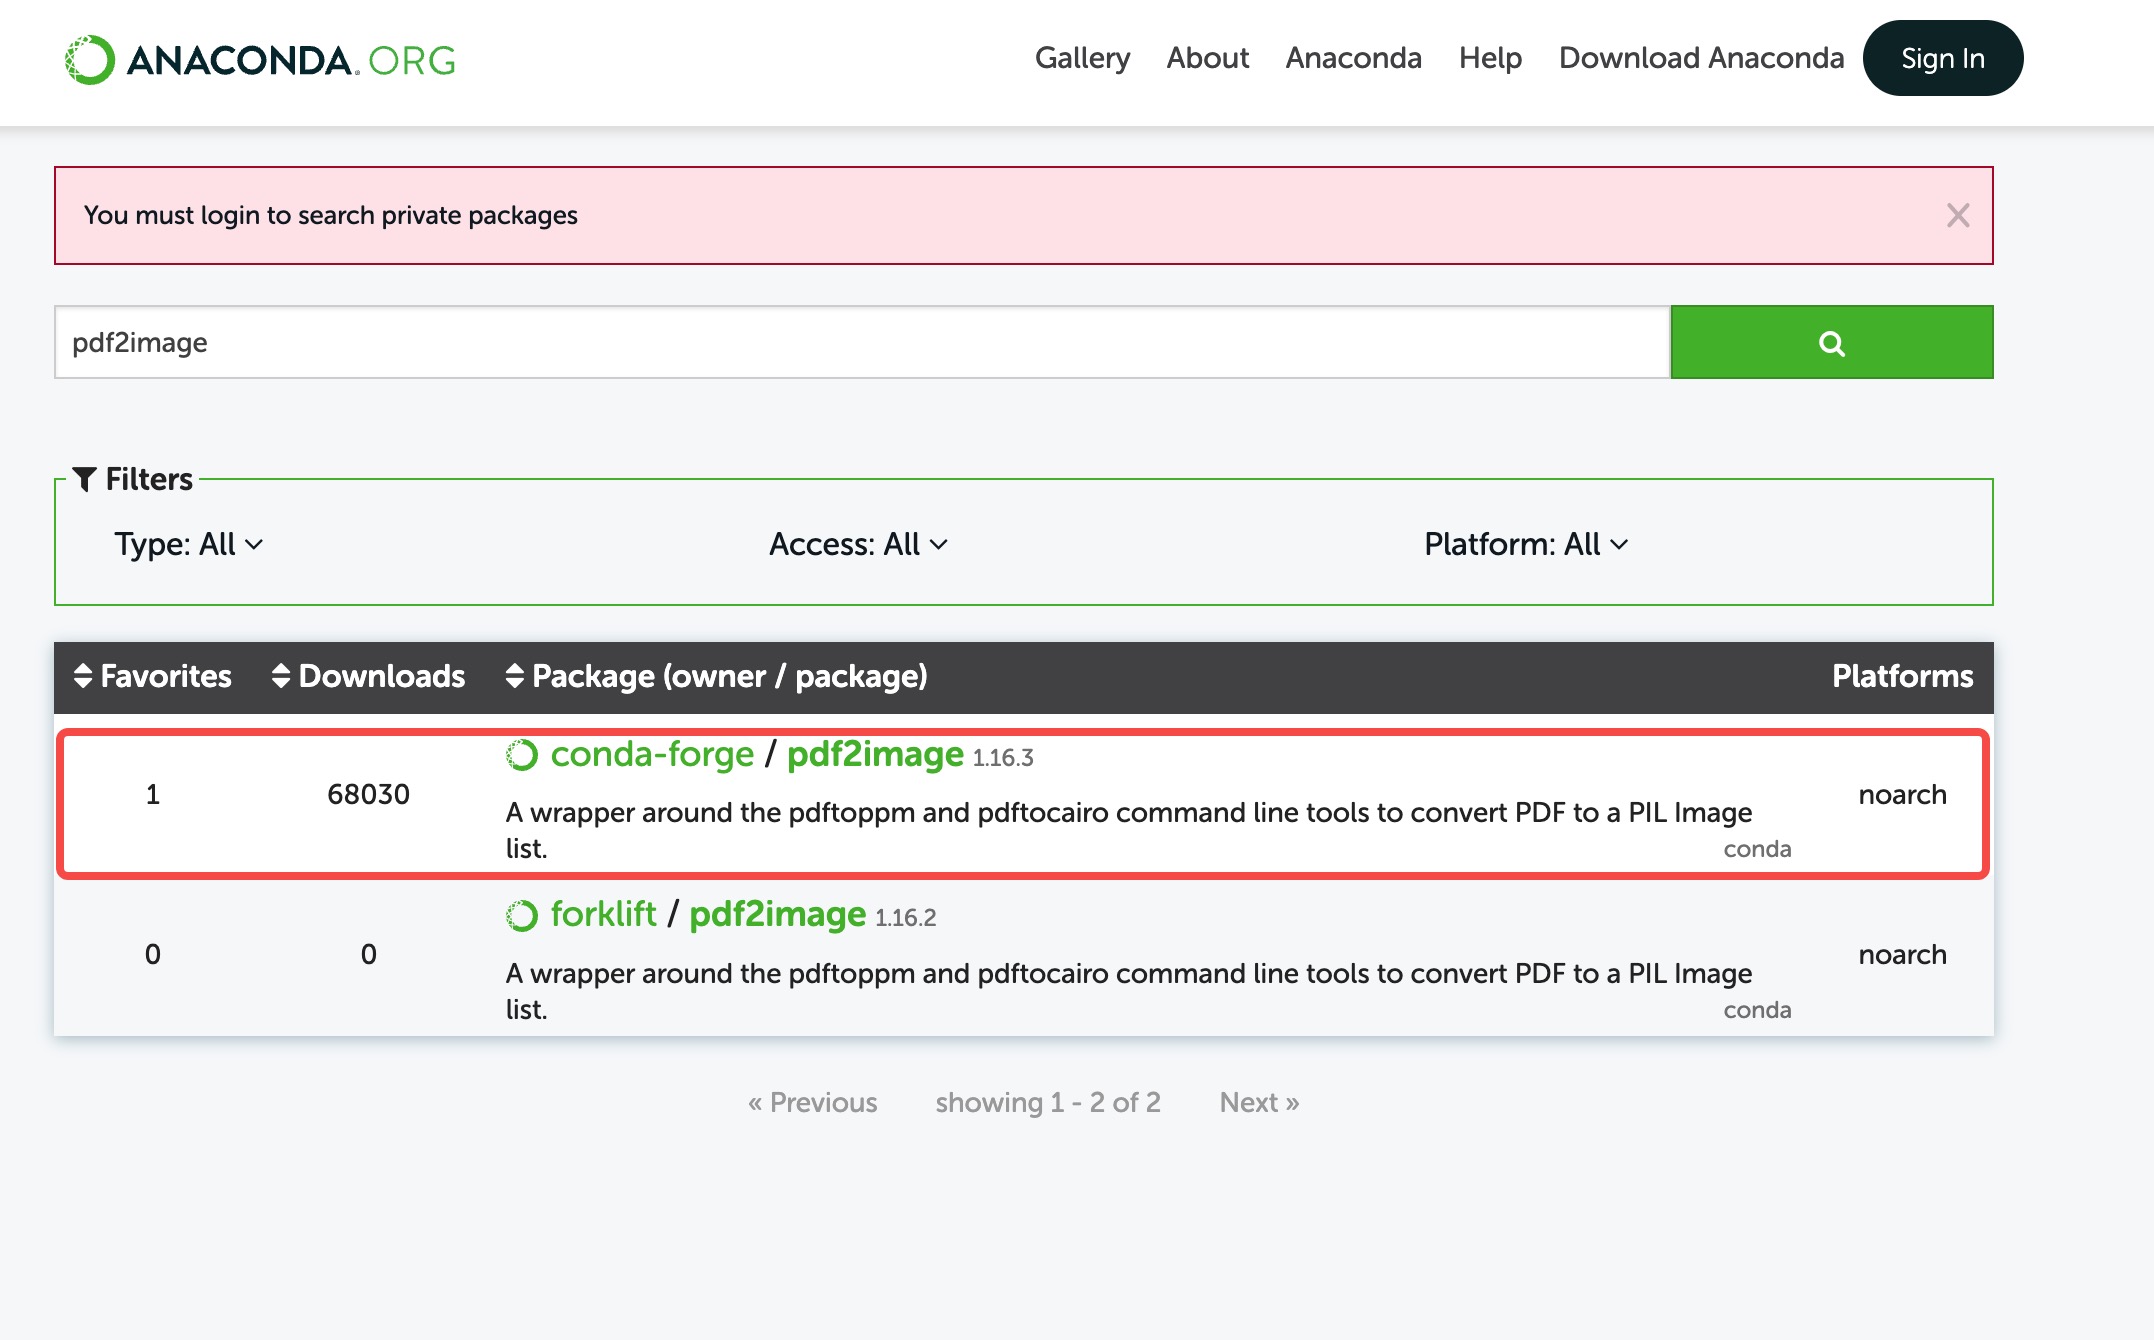 ANACONDA.ORG
Gallery About Anaconda Help Download Anaconda Sign In
You must login to search private packages
pdf2image
Filters
Type: All Access: All Platform: All
Favorites Downloads Package (owner / package) Platforms
conda-forge / pdf2image 1.16.3
1 68030 noarch
A wrapper around the pdftoppm and pdftocairo command line tools to convert PDF to a PIL Image
list.
conda
forklift / pdf2image 1.16.2
0 0 noarch
A wrapper around the pdftoppm and pdftocairo command line tools to convert PDF to a PIL Image
list.
conda
« Previous showing 1 - 2 of 2 Next »